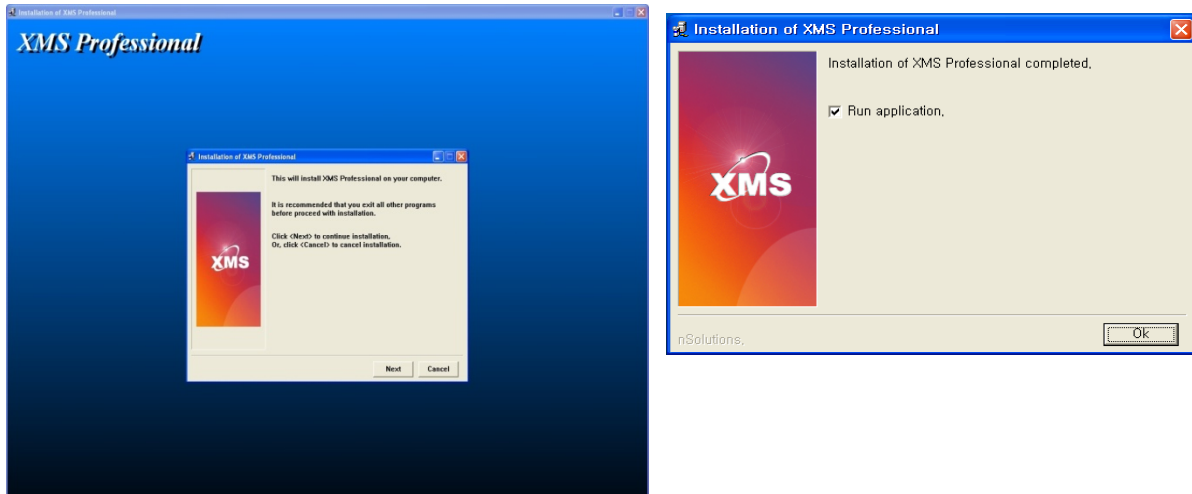 Installation of XMS Professional
XMS Professional
Installation of XMS Professional
This will install XMS Professional on your computer.
It is recommended that you exit all other programs
before proceed with installation.
Click <Next> to continue installation,
Or, click <Cancel> to cancel installation.
XMS
Next
Cancel
Installation of XMS Professional
Installation of XMS Professional completed,
Run application,
XMS
nSolutions,
Ok